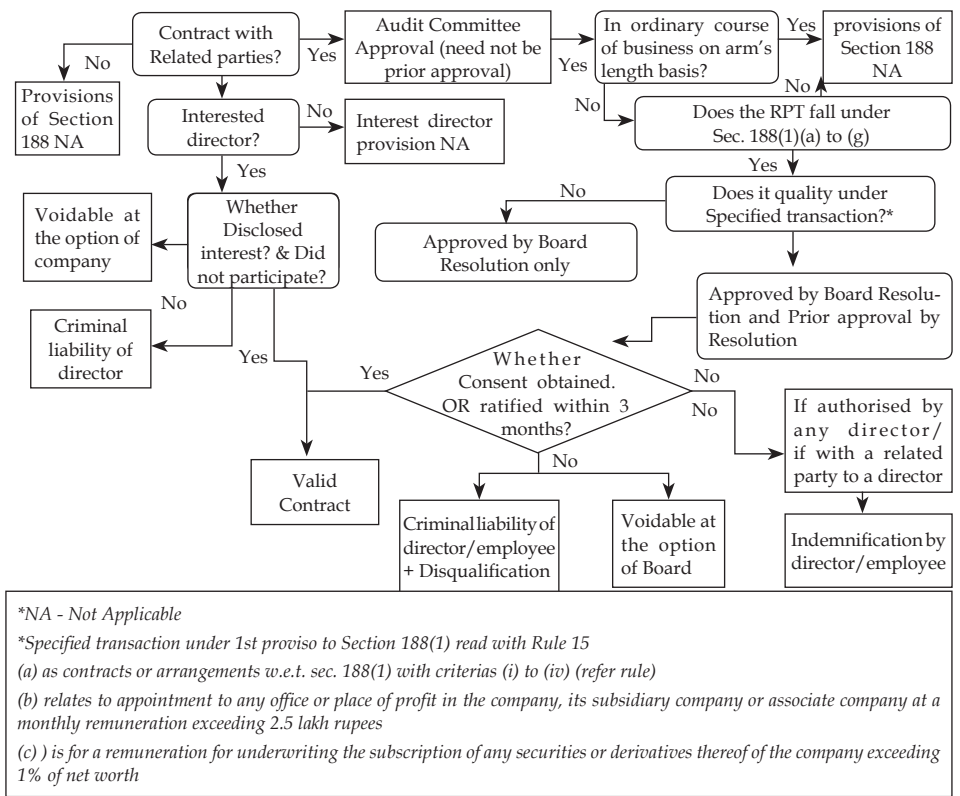 Contract with
Related parties?
Yes
Audit Committee
Approval (need not be
prior approval)
Yes
In ordinary course
of business on arm's
length basis?
Yes
provisions of
Section 188
NA
No
Provisions
of Section
188 NA
Interested
director?
No
Interest director
provision NA
No
No
Does the RPT fall under
Sec. 188(1)(a) to (g)
Yes
Yes
Does it quality under
Specified transaction?*
No
Approved by Board
Resolution only
Voidable at
the option of
company
Whether
Disclosed
interest? & Did
not participate?
No
Criminal
liability of
director
Yes
Approved by Board Resolu-
tion and Prior approval by
Resolution
Yes
Whether
Consent obtained.
OR ratified within 3
months?
No
No
If authorised by
any director/
if with a related
party to a director
No
Valid
Contract
Criminal liability of
director/employee
+ Disqualification
Voidable at
the option
of Board
Indemnification by
director/employee
*NA - Not Applicable
*Specified transaction under 1st proviso to Section 188(1) read with Rule 15
(a) as contracts or arrangements w.e.t. sec. 188(1) with criterias (i) to (iv) (refer rule)
(b) relates to appointment to any office or place of profit in the company, its subsidiary company or associate company at a
monthly remuneration exceeding 2.5 lakh rupees
(c) ) is for a remuneration for underwriting the subscription of any securities or derivatives thereof of the company exceeding
1% of net worth